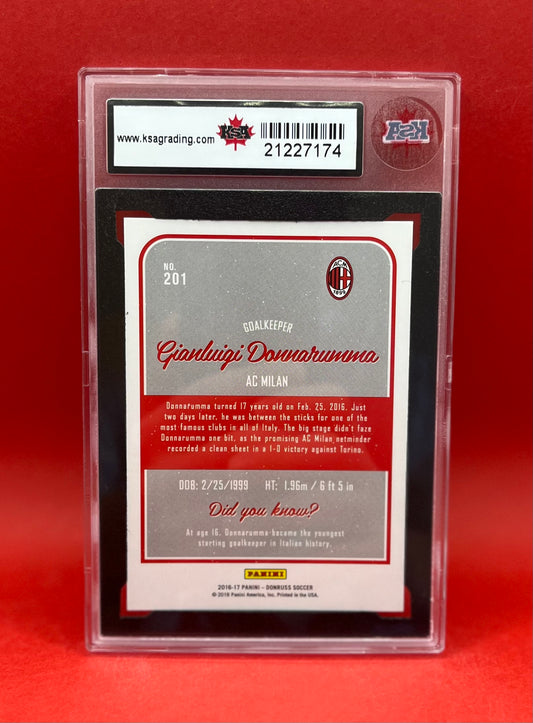 www.ksagrading.com
KSA
21227174
KSA
NO.
201
ACM
1899
GOALKEEPER
Gianluigi Donnarumma
AC MILAN
Donnarumma turned 17 years old on Feb. 25, 2016. Just
two days later, he was between the sticks for one of the
most famous clubs in all of Italy. The big stage didn't faze
Donnarumma one bit, as the promising AC Milan netminder
recorded a clean sheet in a 1-0 victory against Torino.
DOB: 2/25/1999 HT: 1.96m / 6 ft 5 in
Did you know?
At age 16, Donnarumma became the youngest
starting goalkeeper in Italian history.
PANINI
2016-17 PANINI – DONRUSS SOCCER
© 2016 Panini America, Inc. Printed in the USA.